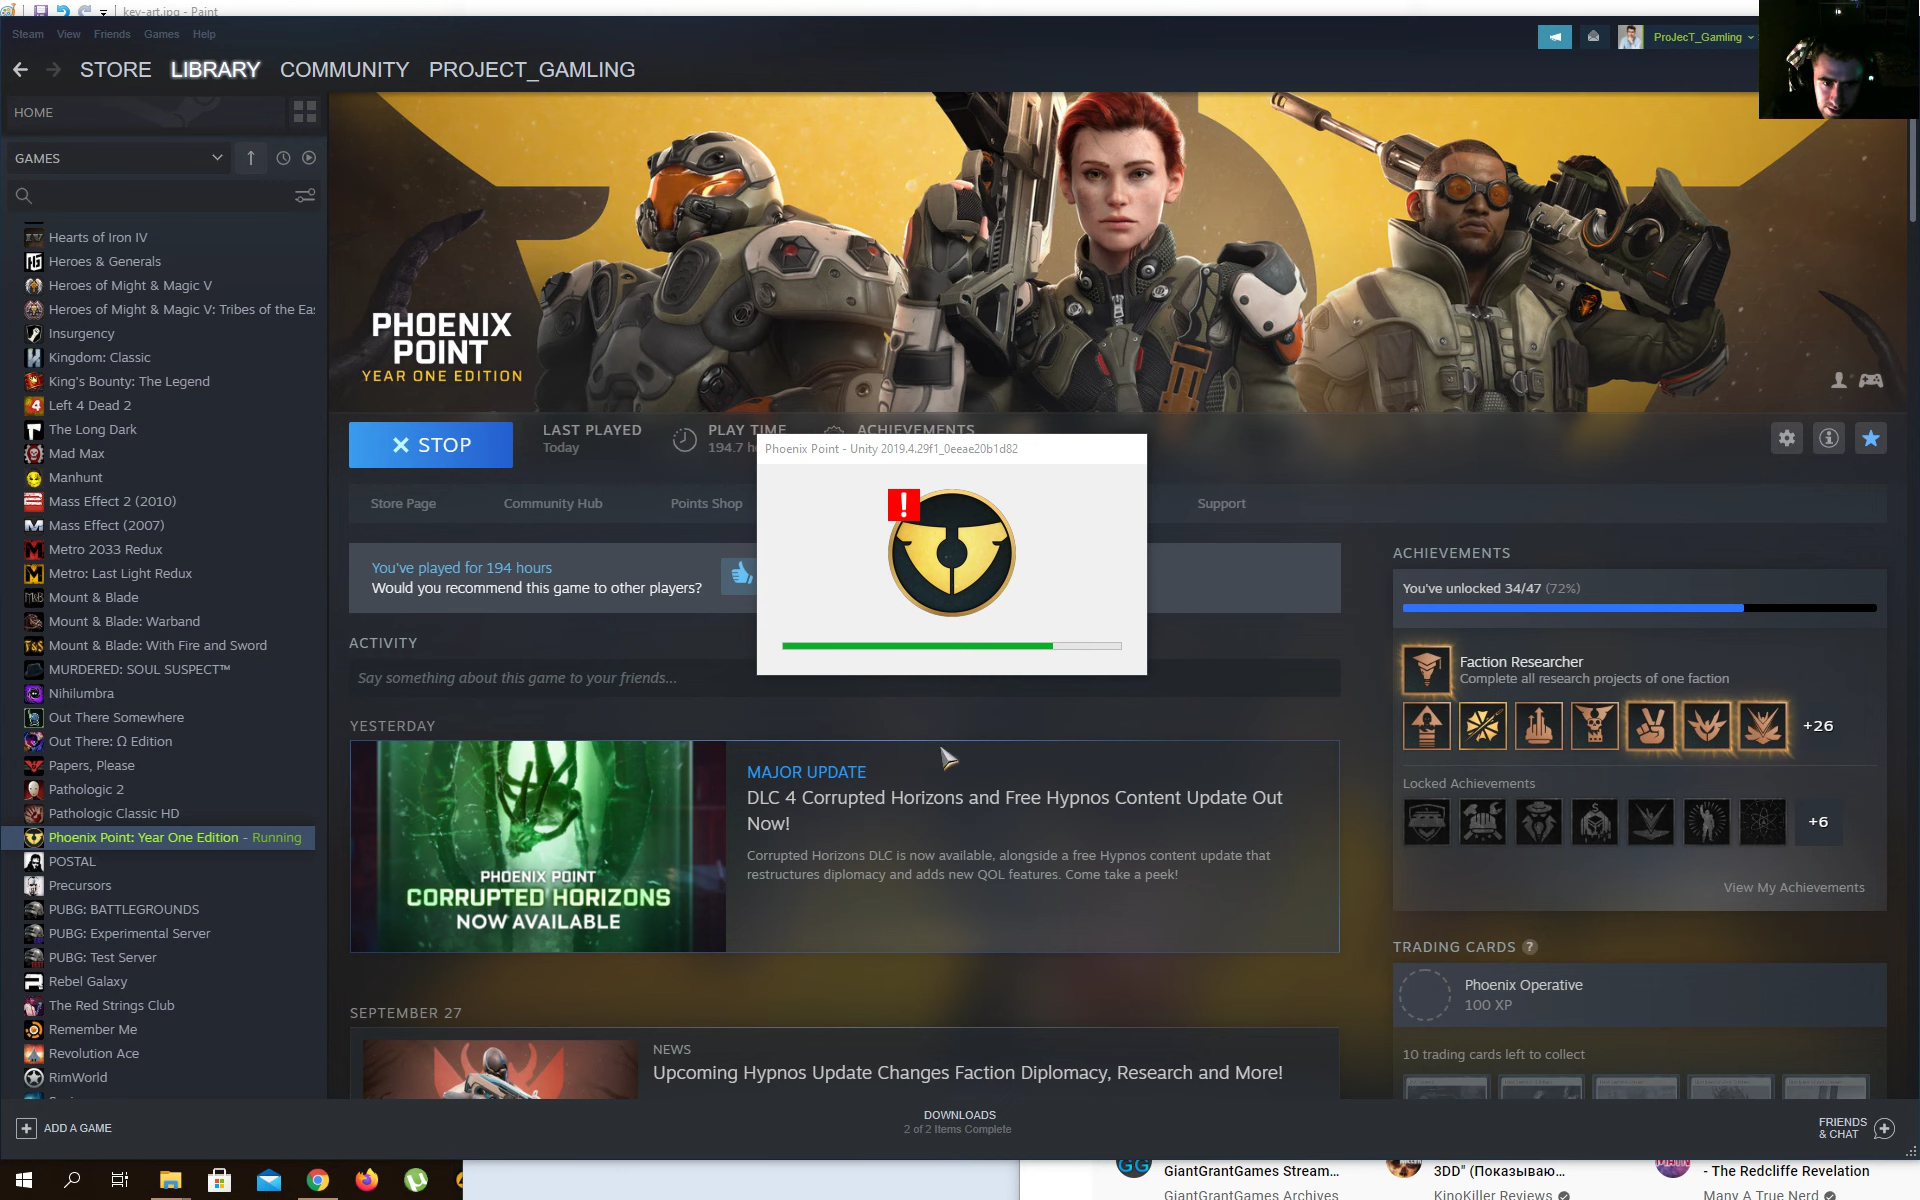 key-art.jpg - Paint
Steam View Friends Games Help
ProJecT_Gamling
STORE LIBRARY COMMUNITY PROJECT_GAMLING
HOME
GAMES
Hearts of Iron IV
Heroes & Generals
Heroes of Might & Magic V
Heroes of Might & Magic V: Tribes of the Ea
Insurgency
Kingdom: Classic
King's Bounty: The Legend
Left 4 Dead 2
The Long Dark
Mad Max
Manhunt
Mass Effect 2 (2010)
Mass Effect (2007)
Metro 2033 Redux
Metro: Last Light Redux
Mount & Blade
Mount & Blade: Warband
Mount & Blade: With Fire and Sword
MURDERED: SOUL SUSPECT™
Nihilumbra
Out There Somewhere
Out There: Ω Edition
Papers, Please
Pathologic 2
Pathologic Classic HD
Phoenix Point: Year One Edition - Running
POSTAL
Precursors
PUBG: BATTLEGROUNDS
PUBG: Experimental Server
PUBG: Test Server
Rebel Galaxy
The Red Strings Club
Remember Me
Revolution Ace
RimWorld
ADD A GAME
PHOENIX
POINT
YEAR ONE EDITION
STOP
LAST PLAYED
Today
PLAY TIME
194.7 h
ACHIEVEMENTS
Phoenix Point - Unity 2019.4.29f1_0eeae20b1d82
!
Store Page Community Hub Points Shop Support
You've played for 194 hours
Would you recommend this game to other players?
ACTIVITY
Say something about this game to your friends...
YESTERDAY
PHOENIX POINT
CORRUPTED HORIZONS
NOW AVAILABLE
MAJOR UPDATE
DLC 4 Corrupted Horizons and Free Hypnos Content Update Out
Now!
Corrupted Horizons DLC is now available, alongside a free Hypnos content update that
restructures diplomacy and adds new QOL features. Come take a peek!
SEPTEMBER 27
NEWS
Upcoming Hypnos Update Changes Faction Diplomacy, Research and More!
ACHIEVEMENTS
You've unlocked 34/47 (72%)
Faction Researcher
Complete all research projects of one faction
+26
Locked Achievements
+6
View My Achievements
TRADING CARDS ?
Phoenix Operative
100 XP
10 trading cards left to collect
DOWNLOADS
2 of 2 Items Complete
FRIENDS
& CHAT
GG
GiantGrantGames Stream...
GiantGrantGames Archives
3DD" (Показываю...
KinoKiller Reviews
- The Redcliffe Revelation
Many A True Nerd